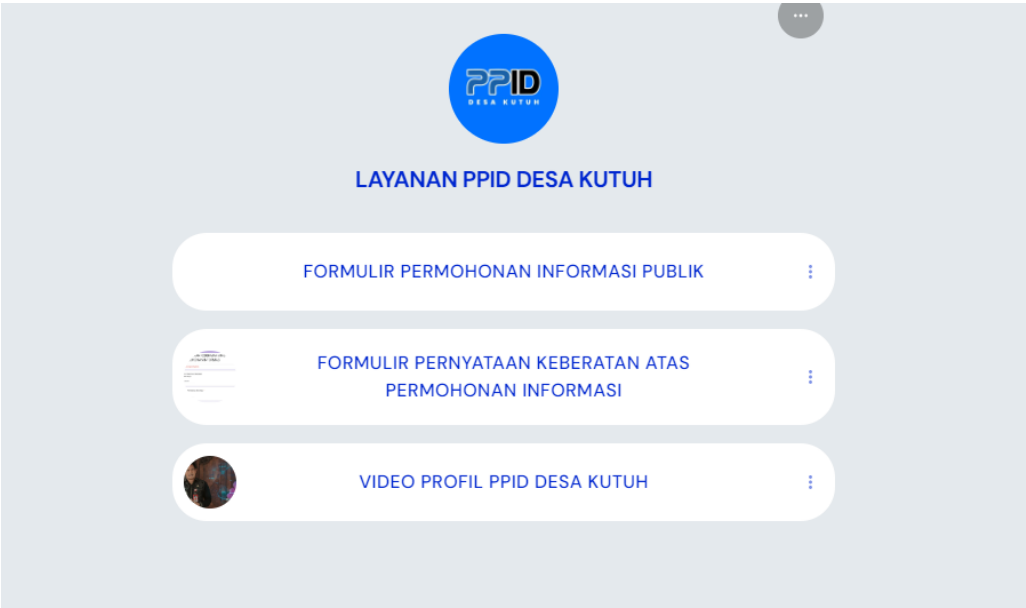 PPID
DESA KUTUH
LAYANAN PPID DESA KUTUH
FORMULIR PERMOHONAN INFORMASI PUBLIK
FORMULIR PERNYATAAN KEBERATAN ATAS
PERMOHONAN INFORMASI
VIDEO PROFIL PPID DESA KUTUH